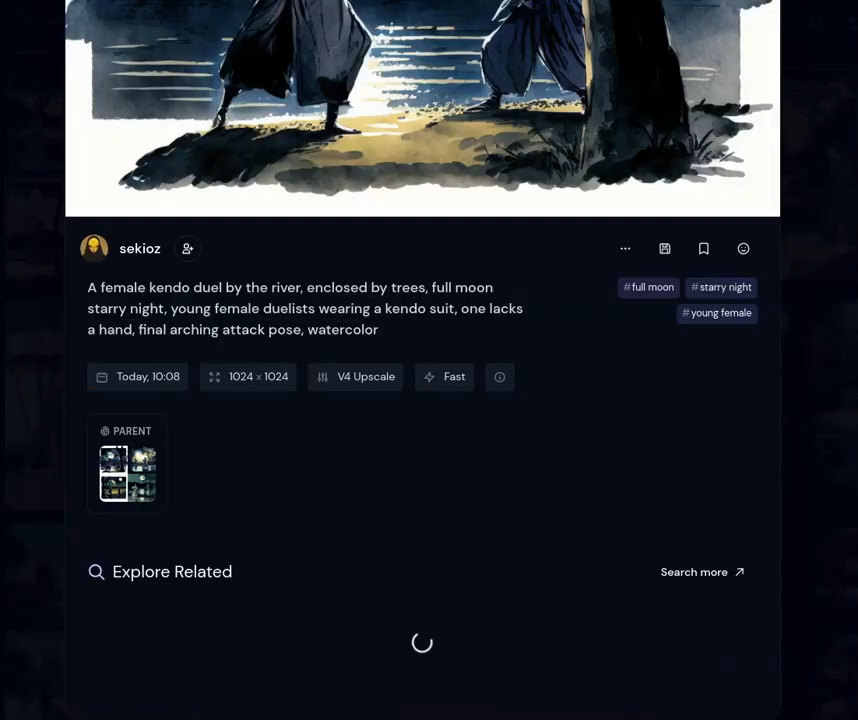 sekioz
A female kendo duel by the river, enclosed by trees, full moon
starry night, young female duelists wearing a kendo suit, one lacks
a hand, final arching attack pose, watercolor
#full moon #starry night
#young female
Today, 10:08 1024 x 1024 V4 Upscale Fast
PARENT
Explore Related
Search more